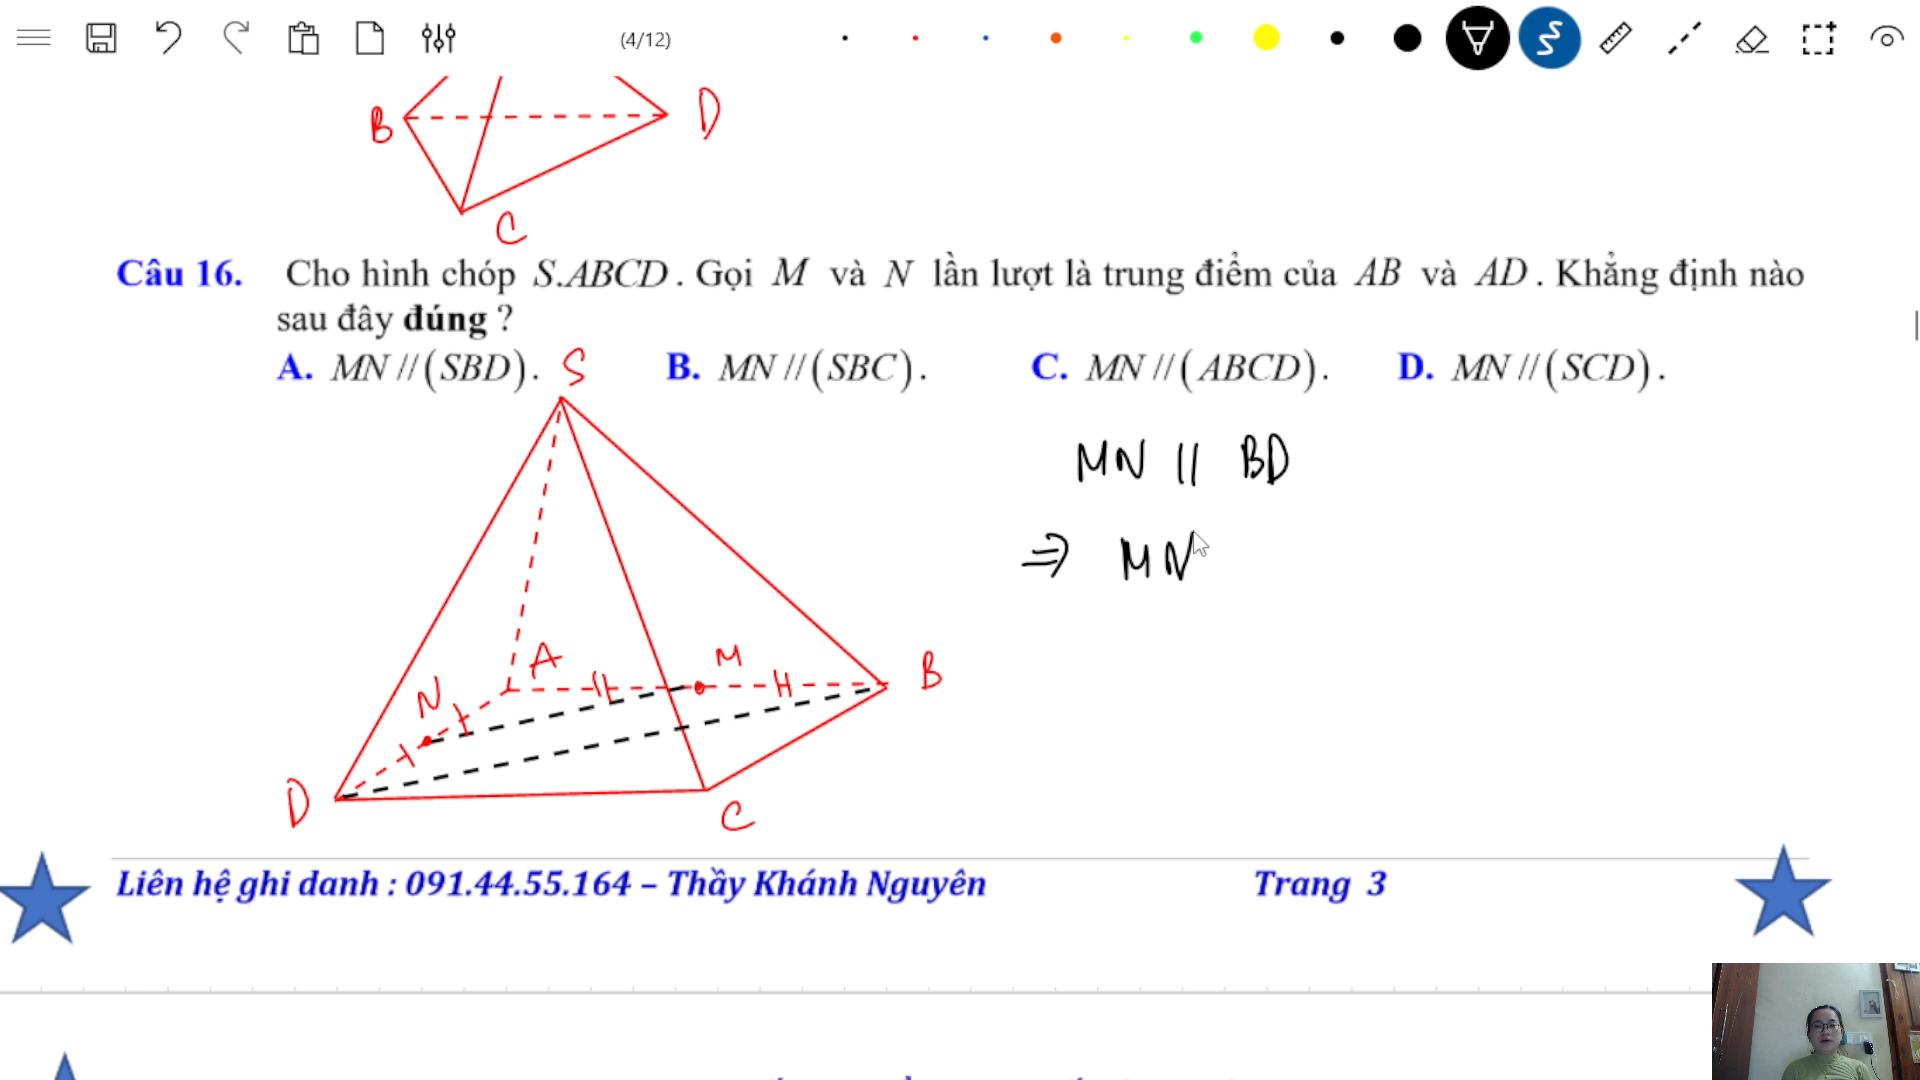 (4/12)
B
D
C
Câu 16. Cho hình chóp S.ABCD. Gọi M và N lần lượt là trung điểm của AB và AD. Khẳng định nào
sau đây đúng ?
A. MN//(SBD). B. MN//(SBC). C. MN//(ABCD). D. MN//(SCD).
S
MN // BD
⇒ MN
A
M
B
N
D
C
Liên hệ ghi danh : 091.44.55.164 – Thầy Khánh Nguyên Trang 3